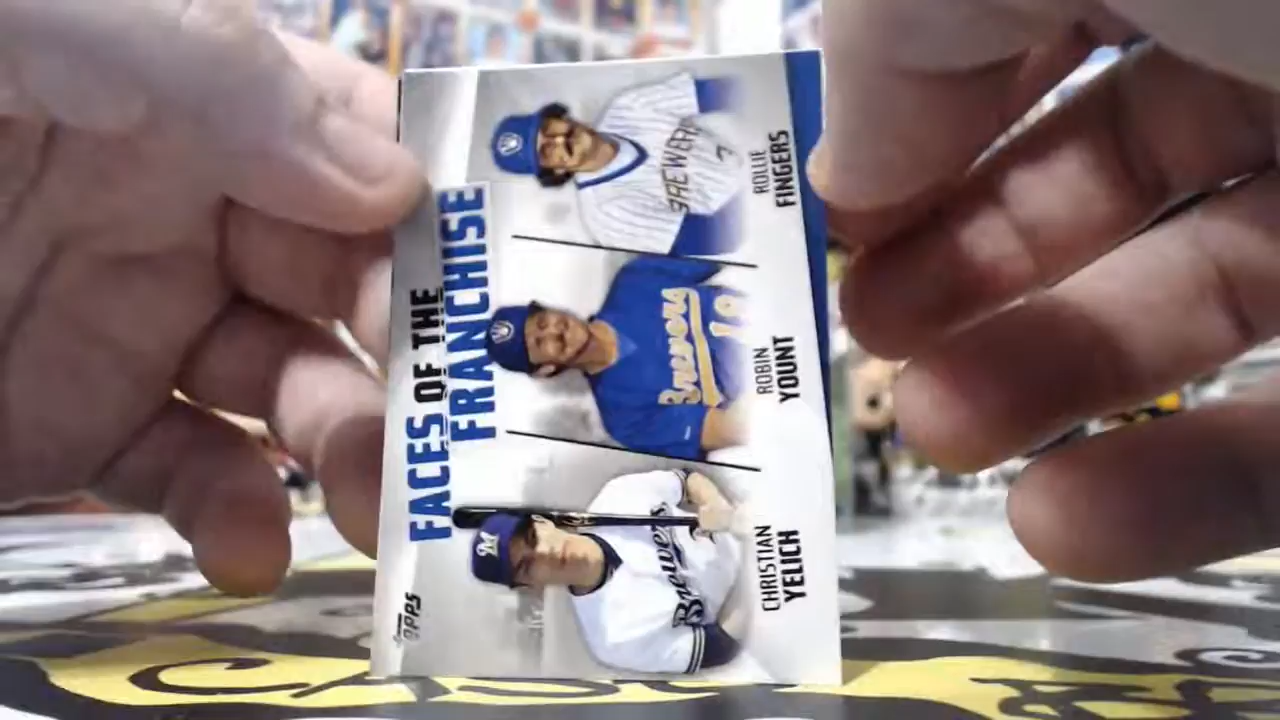 FACES OF THE
FRANCHISE
CHRISTIAN
YELICH
ROBIN
YOUNT
ROLLIE
FINGERS
Brewers
Brewers
BREWERS
TOPPS